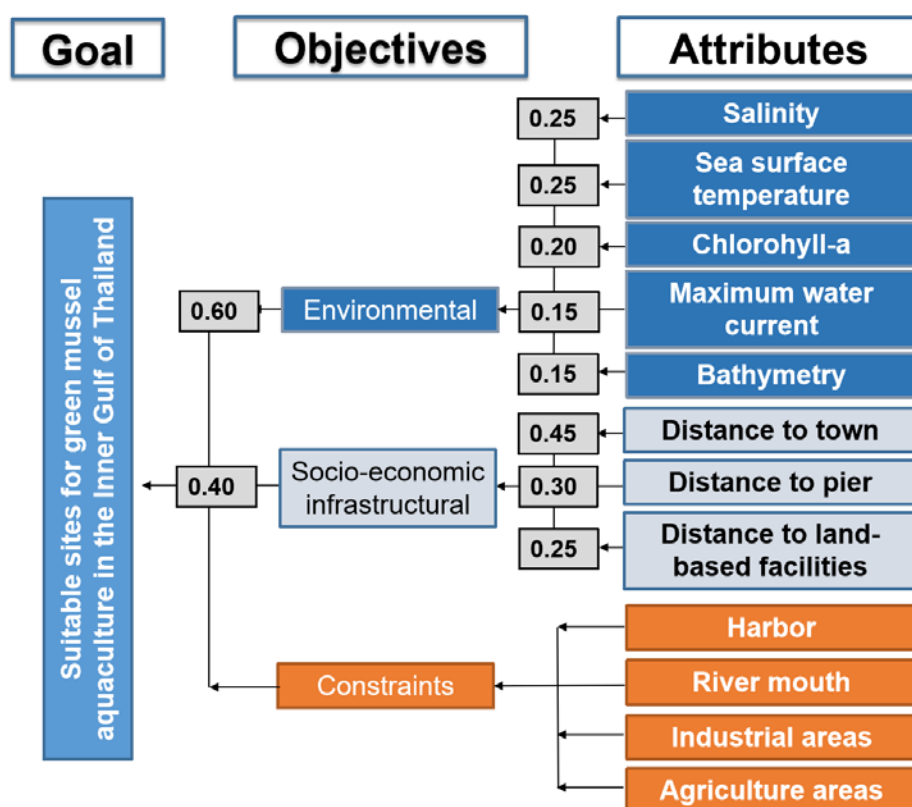 Goal
Objectives
Attributes
Suitable sites for green mussel
aquaculture in the Inner Gulf of Thailand
0.60
Environmental
0.25
Salinity
0.25
Sea surface
temperature
0.20
Chlorohyll-a
0.15
Maximum water
current
0.15
Bathymetry
0.40
Socio-economic
infrastructural
0.45
Distance to town
0.30
Distance to pier
0.25
Distance to land-
based facilities
Constraints
Harbor
River mouth
Industrial areas
Agriculture areas